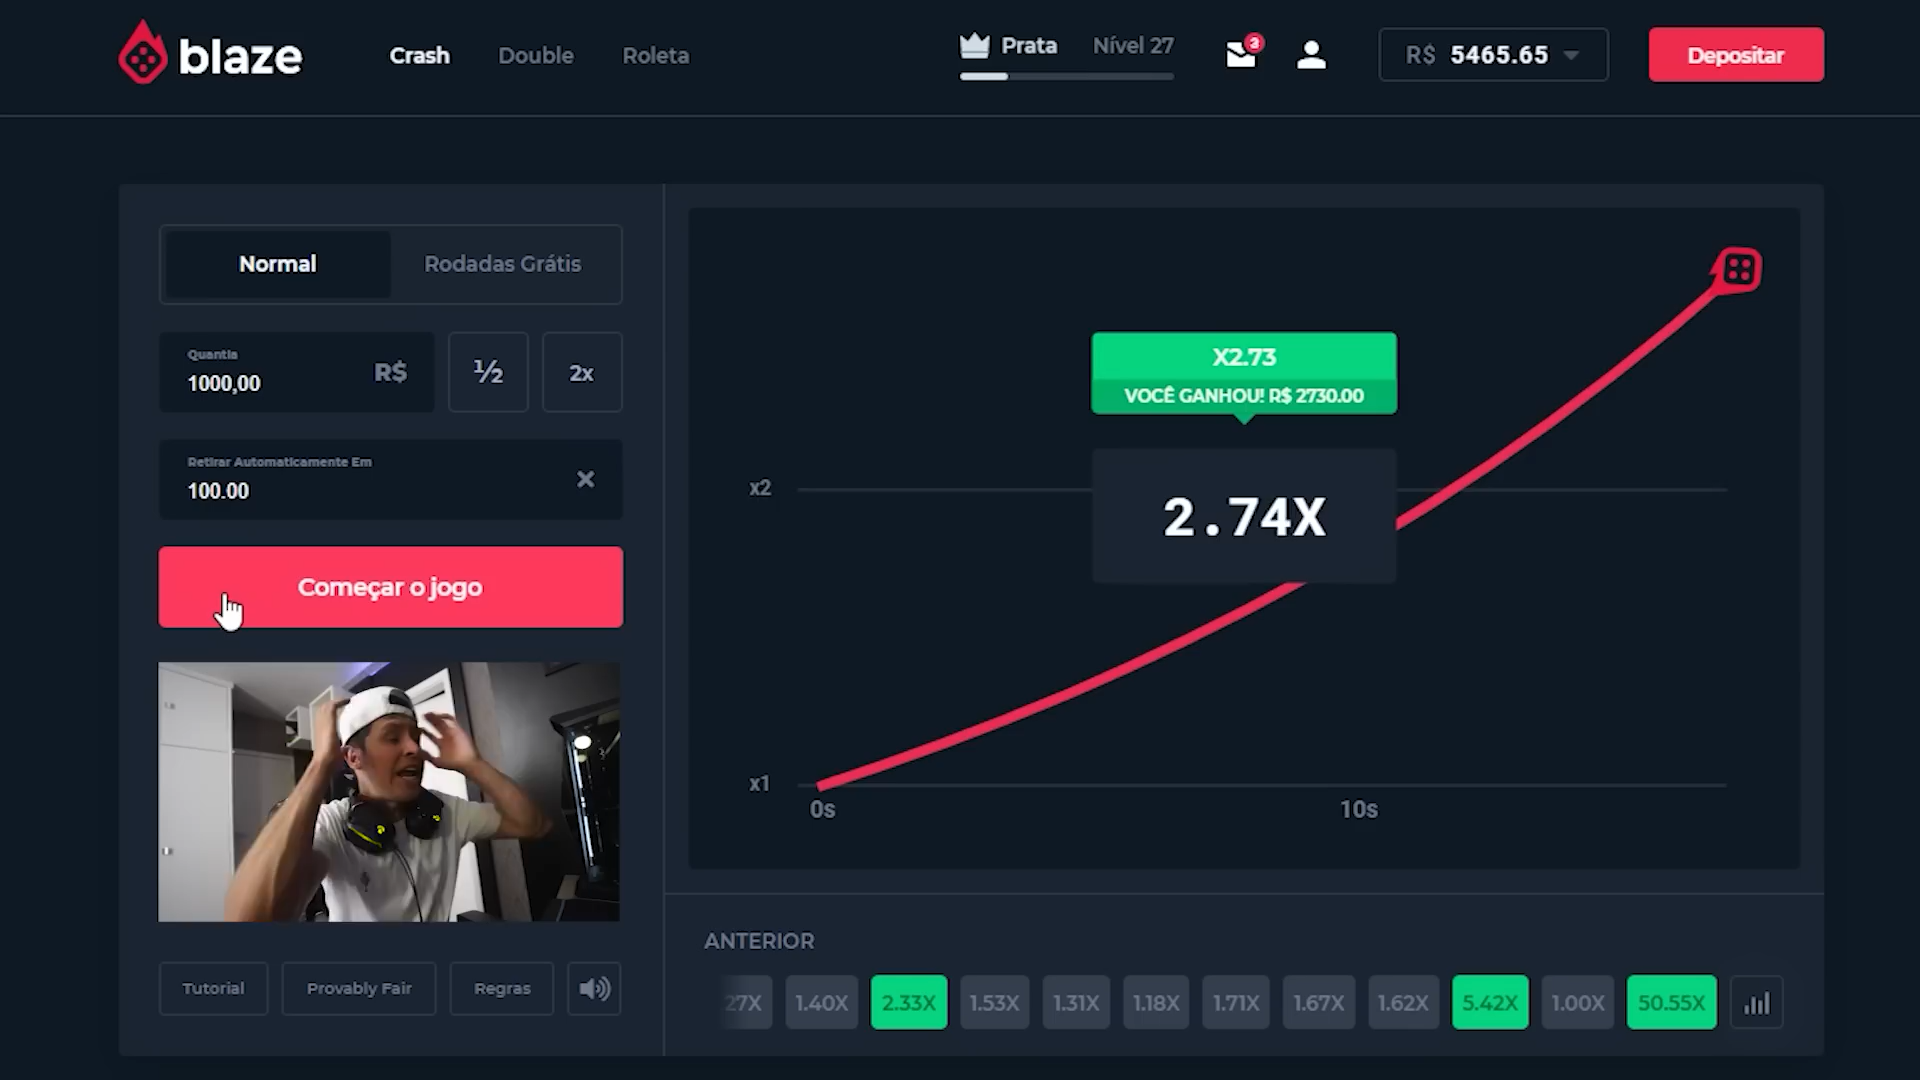 blaze
Crash
Double
Roleta
Prata
Nível 27
3
R$ 5465.65
Depositar
Normal
Rodadas Grátis
Quantia
1000,00
R$
½
2x
Retirar Automaticamente Em
100.00
Começar o jogo
Tutorial
Provably Fair
Regras
X2.73
VOCÊ GANHOU! R$ 2730.00
2.74X
x2
x1
0s
10s
ANTERIOR
27X
1.40X
2.33X
1.53X
1.31X
1.18X
1.71X
1.67X
1.62X
5.42X
1.00X
50.55X